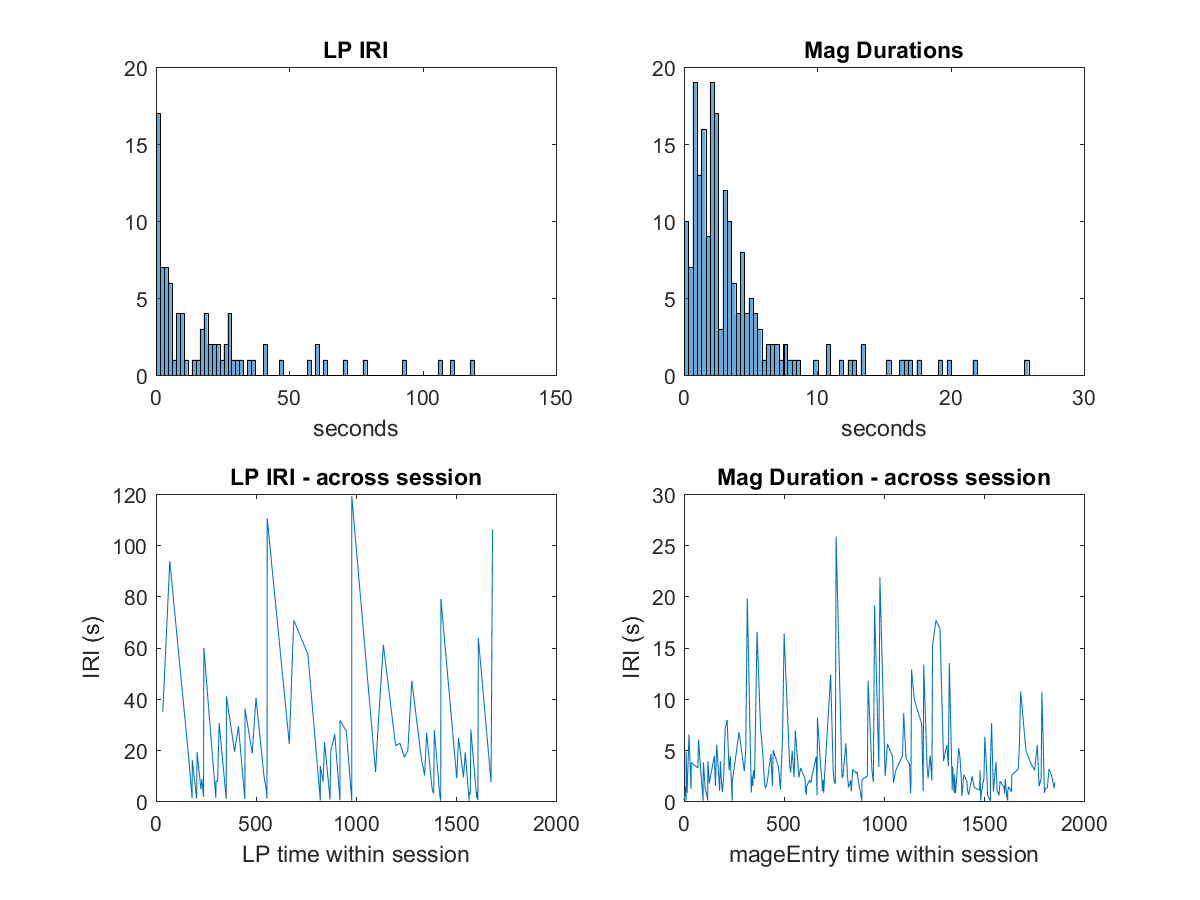 LP IRI
20
15
10
5
0
0 50 100 150
seconds
Mag Durations
20
15
10
5
0
0 10 20 30
seconds
LP IRI - across session
IRI (s)
120
100
80
60
40
20
0
0 500 1000 1500 2000
LP time within session
Mag Duration - across session
IRI (s)
30
25
20
15
10
5
0
0 500 1000 1500 2000
mageEntry time within session